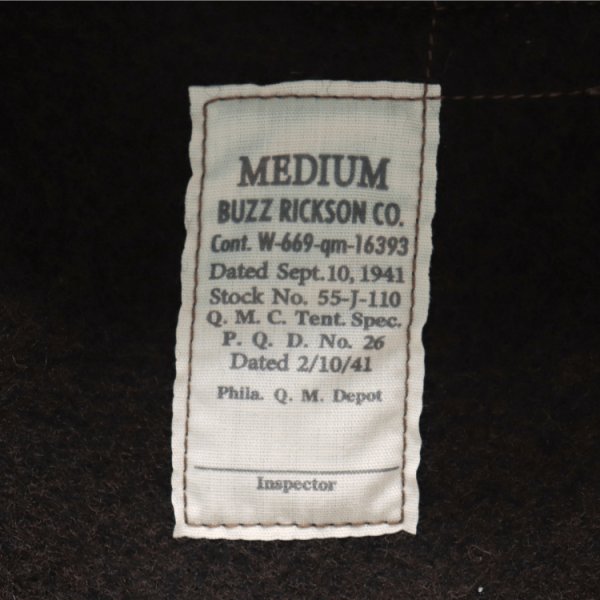 MEDIUM
BUZZ RICKSON CO.
Cont. W-669-qm-16393
Dated Sept. 10, 1941
Stock No. 55-J-110
Q. M. C. Tent. Spec.
P. Q. D. No. 26
Dated 2/10/41
Phila. Q. M. Depot
Inspector